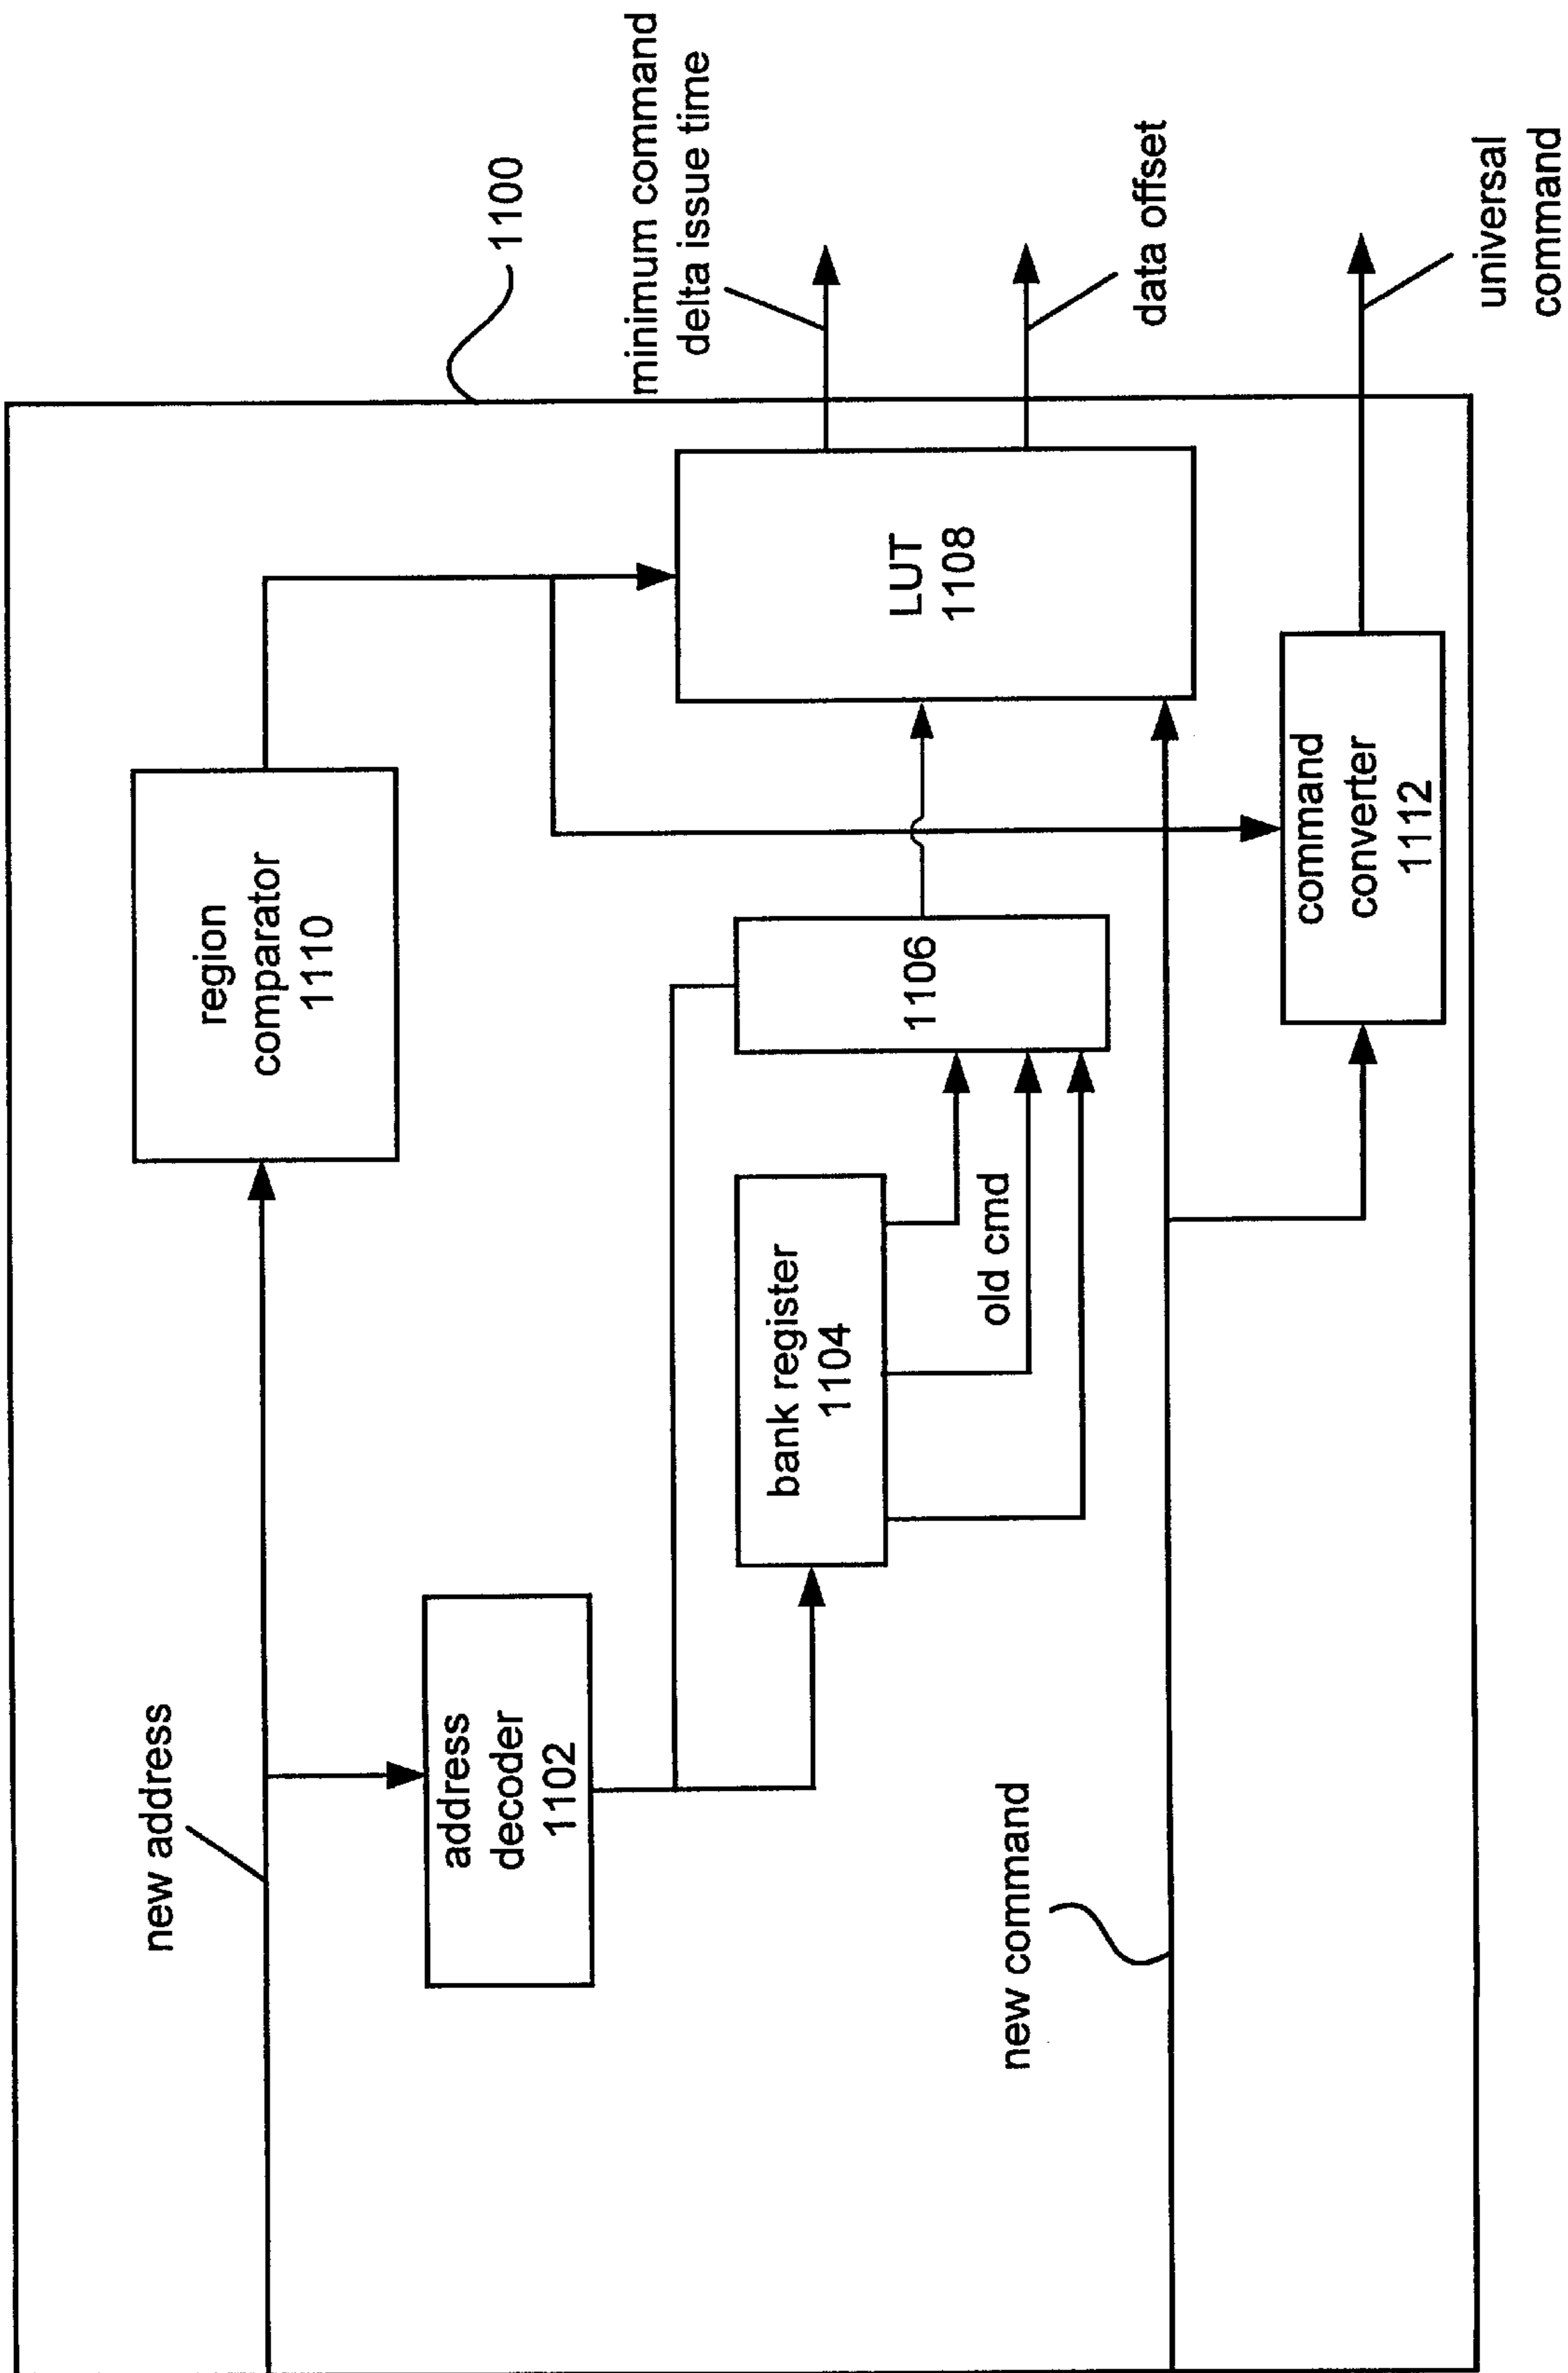 1100
new address
region
comparator
1110
minimum command
delta issue time
address
decoder
1102
bank register
1104
old cmd
1106
LUT
1108
data offset
new command
command
converter
1112
universal
command